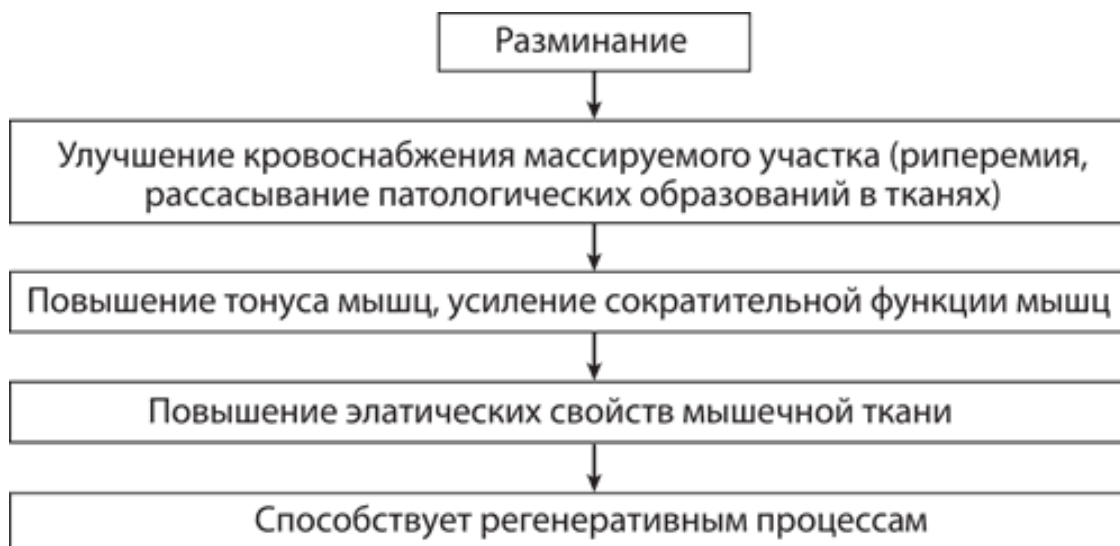 Разминание
Улучшение кровоснабжения массируемого участка (риперемия,
рассасывание патологических образований в тканях)
Повышение тонуса мышц, усиление сократительной функции мышц
Повышение элатических свойств мышечной ткани
Способствует регенеративным процессам